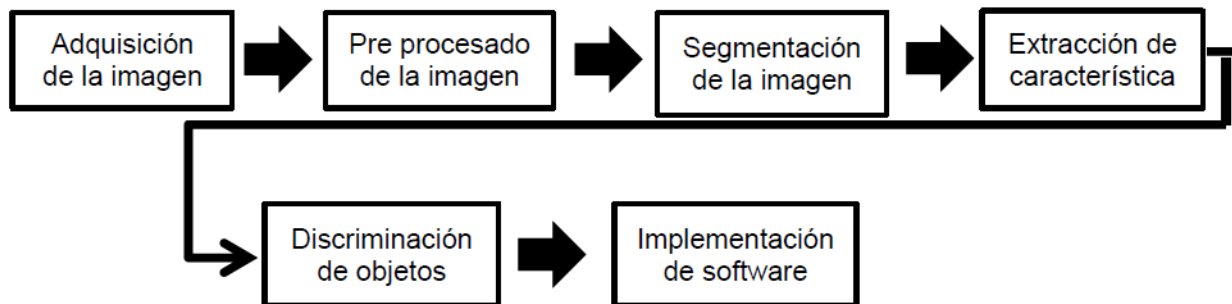 Adquisición
de la imagen
Pre procesado
de la imagen
Segmentación
de la imagen
Extracción de
característica
Discriminación
de objetos
Implementación
de software